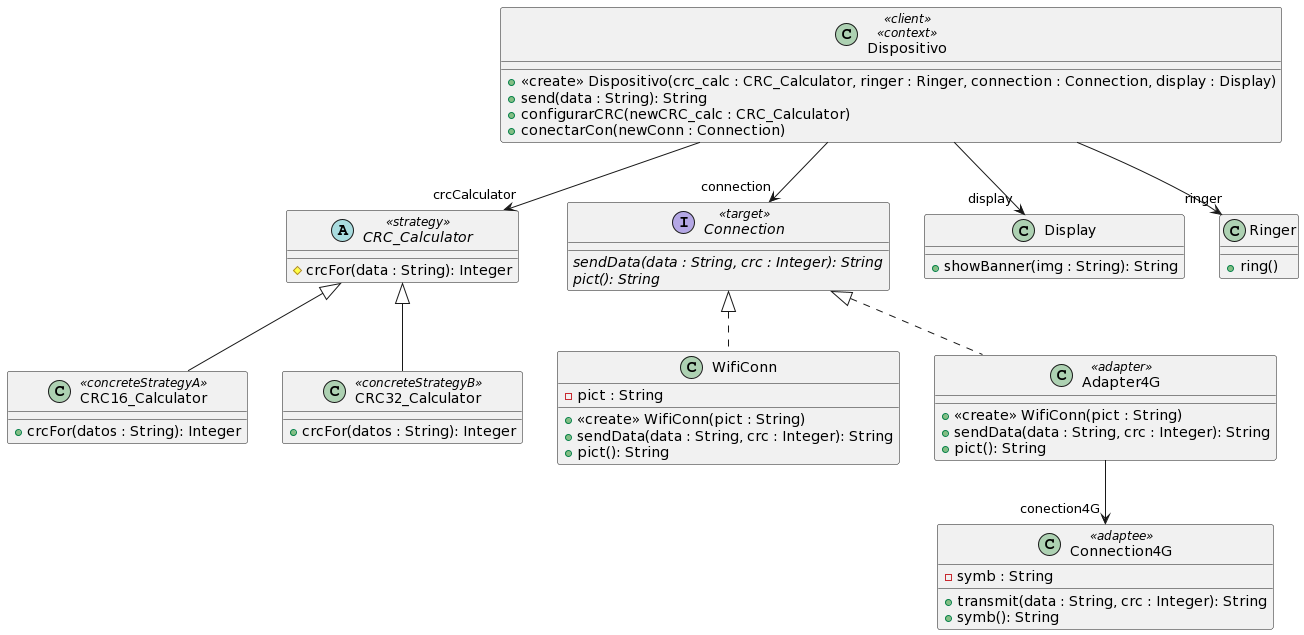 «client»
«context»
C Dispositivo
«create» Dispositivo(crc_calc : CRC_Calculator, ringer : Ringer, connection : Connection, display : Display)
send(data : String): String
configurarCRC(newCRC_calc : CRC_Calculator)
conectarCon(newConn : Connection)
crcCalculator
connection
display
ringer
«strategy»
A CRC_Calculator
crcFor(data : String): Integer
«target»
I Connection
sendData(data : String, crc : Integer): String
pict(): String
C Display
showBanner(img : String): String
C Ringer
ring()
«concreteStrategyA»
C CRC16_Calculator
crcFor(datos : String): Integer
«concreteStrategyB»
C CRC32_Calculator
crcFor(datos : String): Integer
C WifiConn
pict : String
«create» WifiConn(pict : String)
sendData(data : String, crc : Integer): String
pict(): String
«adapter»
C Adapter4G
«create» WifiConn(pict : String)
sendData(data : String, crc : Integer): String
pict(): String
conection4G
«adaptee»
C Connection4G
symb : String
transmit(data : String, crc : Integer): String
symb(): String